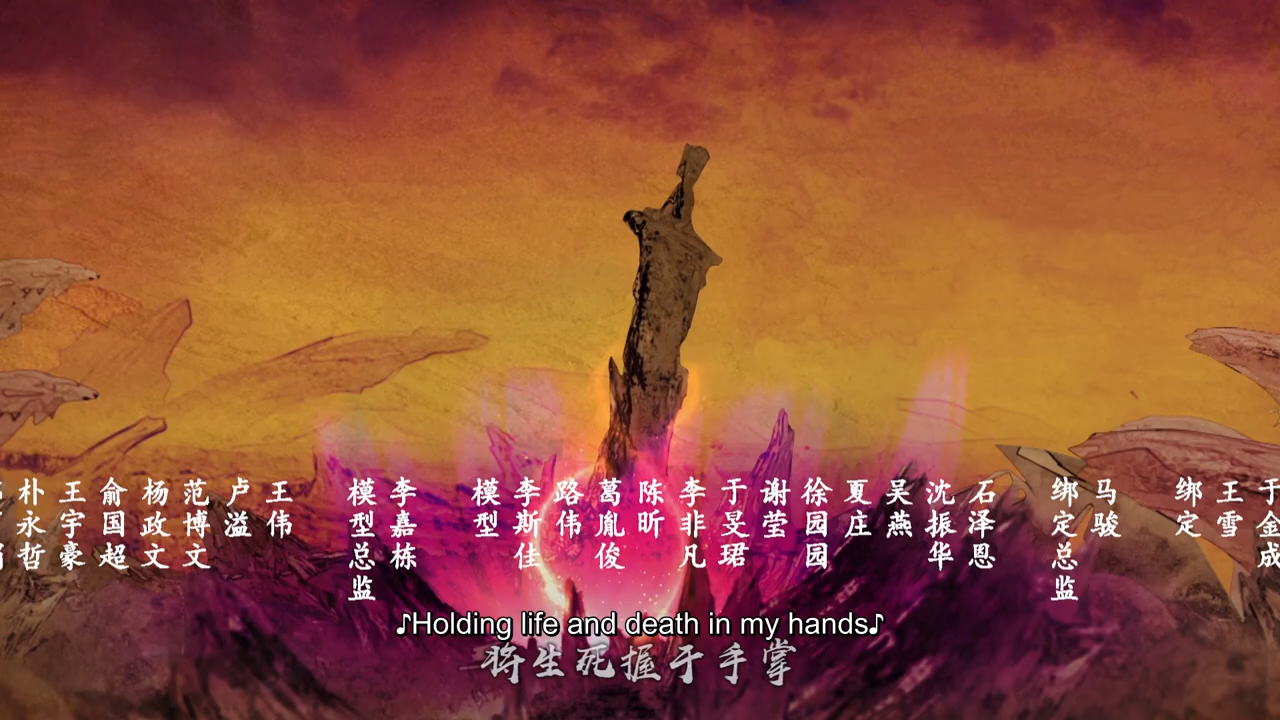 朴永哲
王宇豪
俞国超
杨政文
范博文
卢溢
王伟
模型总监
李嘉栋
模型
李斯佳
路伟
葛胤俊
陈昕
李非凡
于旻珺
谢莹
徐园园
夏庄
吴燕
沈振华
石泽恩
绑定总监
马骏
绑定
王雪
于金成
♪Holding life and death in my hands♪
将生死握于手掌